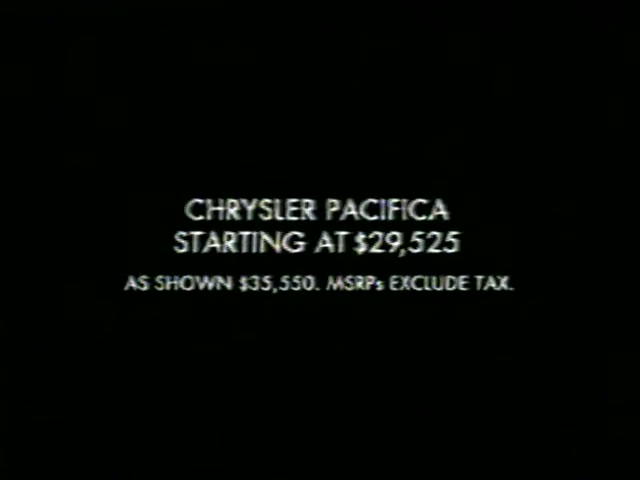 CHRYSLER PACIFICA
STARTING AT $29,525
AS SHOWN $35,550. MSRPs EXCLUDE TAX.